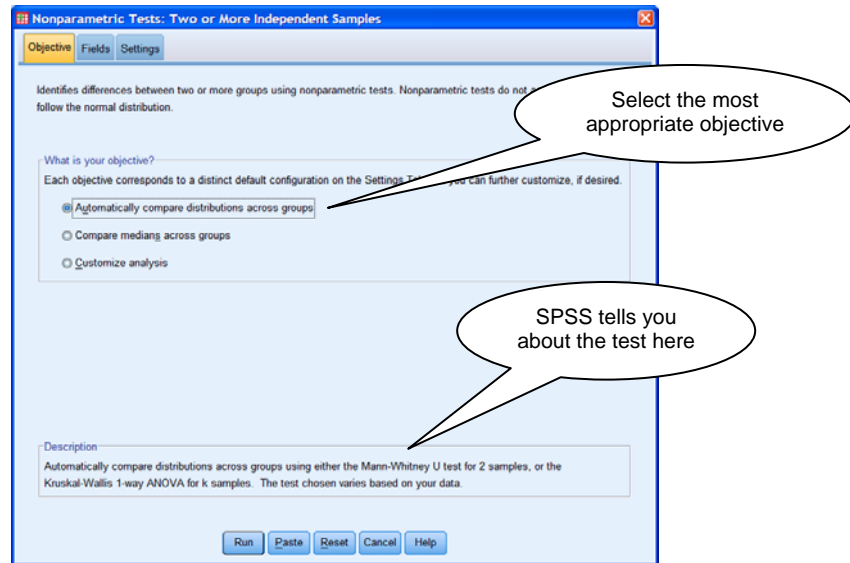 Nonparametric Tests: Two or More Independent Samples
Objective Fields Settings
Identifies differences between two or more groups using nonparametric tests. Nonparametric tests do not
follow the normal distribution.
Select the most
appropriate objective
What is your objective?
Each objective corresponds to a distinct default configuration on the Settings you can further customize, if desired.
Automatically compare distributions across groups
Compare medians across groups
Customize analysis
SPSS tells you
about the test here
Description
Automatically compare distributions across groups using either the Mann-Whitney U test for 2 samples, or the
Kruskal-Wallis 1-way ANOVA for k samples. The test chosen varies based on your data.
Run Paste Reset Cancel Help